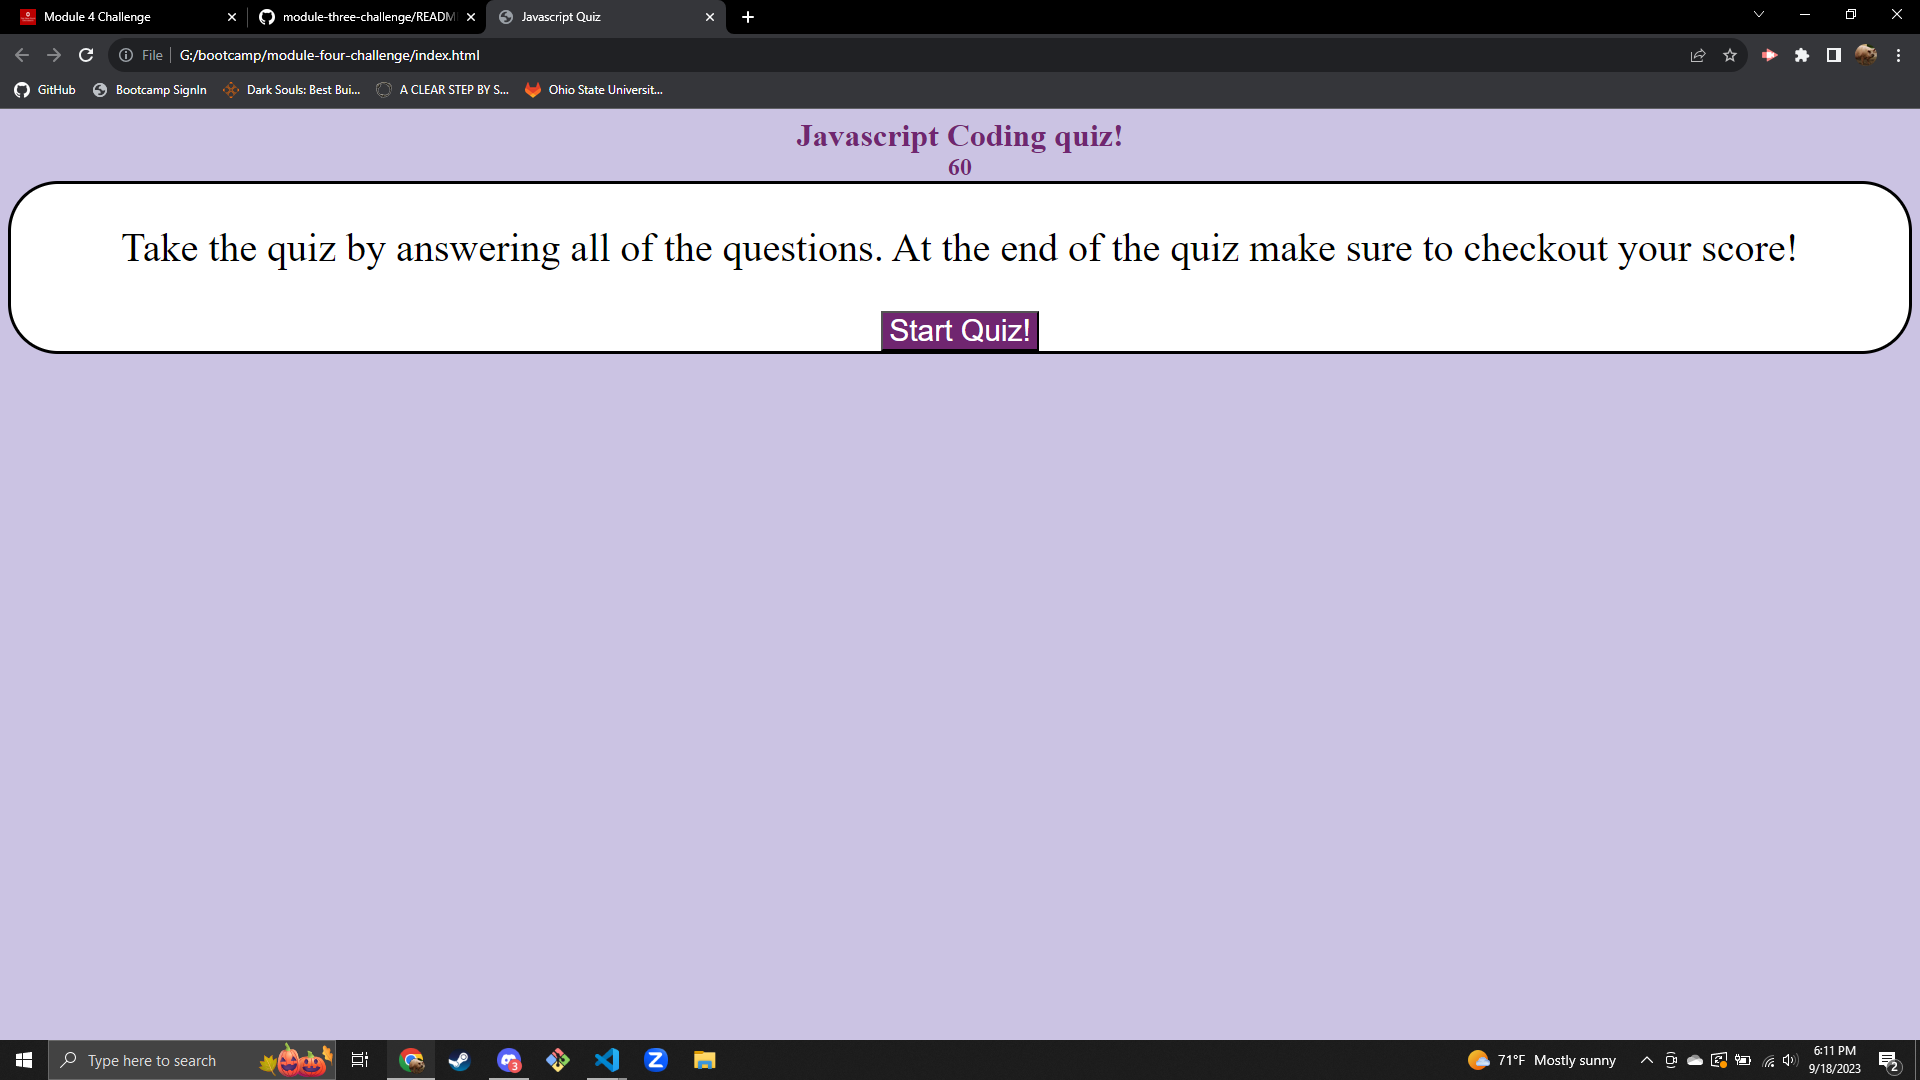 Module 4 Challenge
module-three-challenge/READM
Javascript Quiz
File
G:/bootcamp/module-four-challenge/index.html
GitHub
Bootcamp SignIn
Dark Souls: Best Bui...
A CLEAR STEP BY S...
Ohio State Universit...
Javascript Coding quiz!
60
Take the quiz by answering all of the questions. At the end of the quiz make sure to checkout your score!
Start Quiz!
Type here to search
3
71°F Mostly sunny
6:11 PM
9/18/2023
2